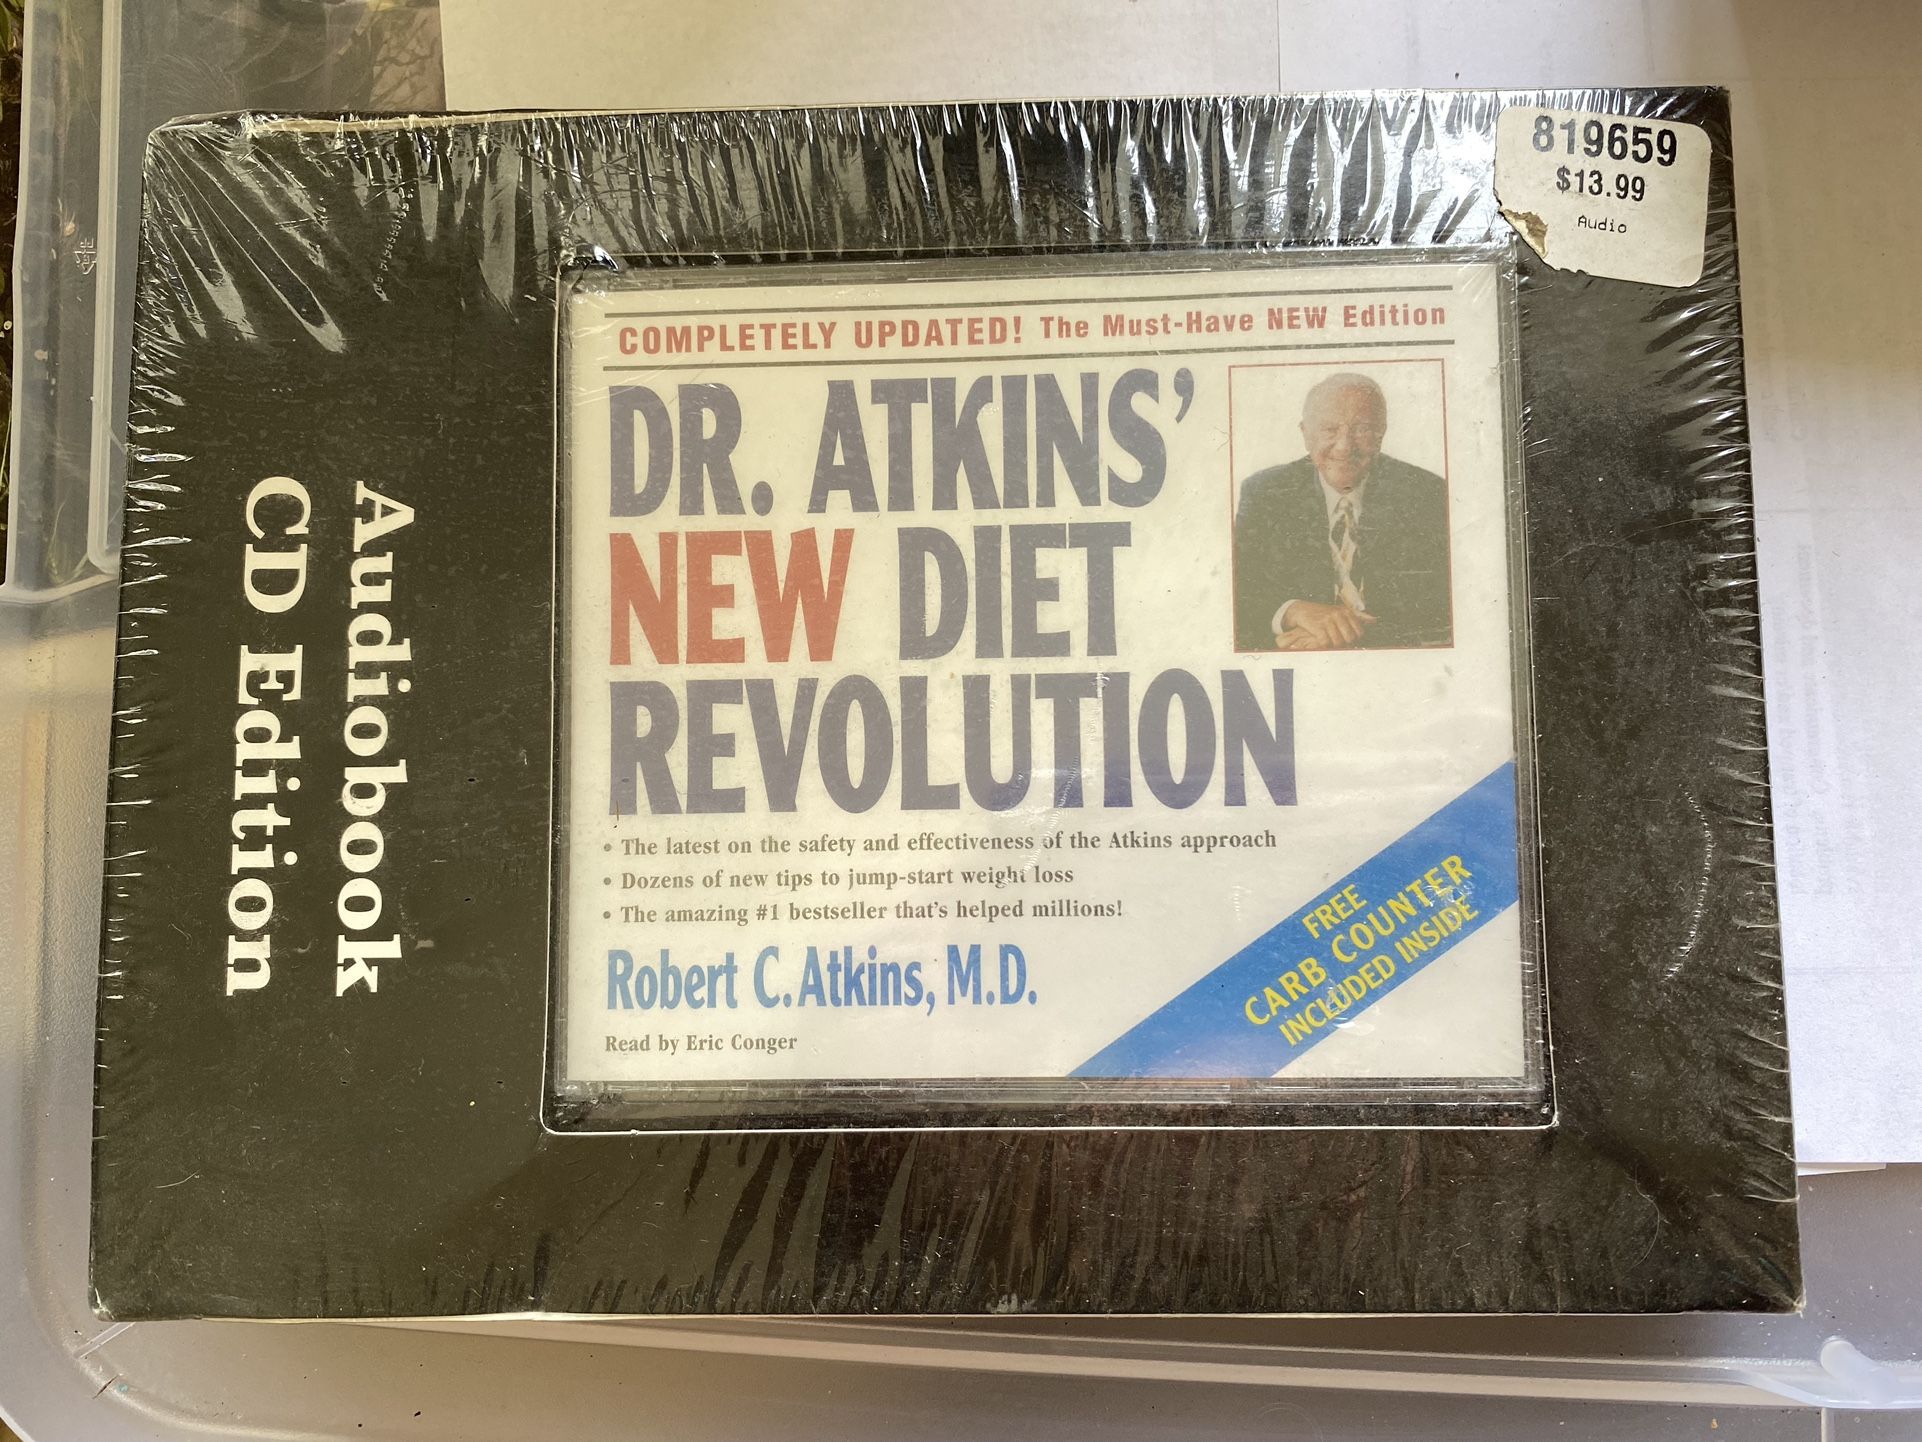 819659
$13.99
Audio
COMPLETELY UPDATED! The Must-Have NEW Edition
DR. ATKINS'
NEW DIET
REVOLUTION
• The latest on the safety and effectiveness of the Atkins approach
• Dozens of new tips to jump-start weight loss
• The amazing #1 bestseller that's helped millions!
Robert C. Atkins, M.D.
Read by Eric Conger
FREE
CARB COUNTER
INCLUDED INSIDE
Audiobook
CD Edition